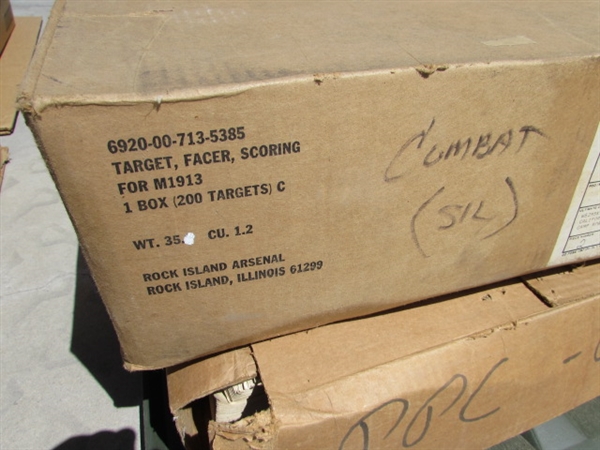 6920-00-713-5385
TARGET, FACER, SCORING
FOR M1913
1 BOX (200 TARGETS) C
WT. 35. CU. 1.2
ROCK ISLAND ARSENAL
ROCK ISLAND, ILLINOIS 61299
COMBAT
(SIL)
PPC -